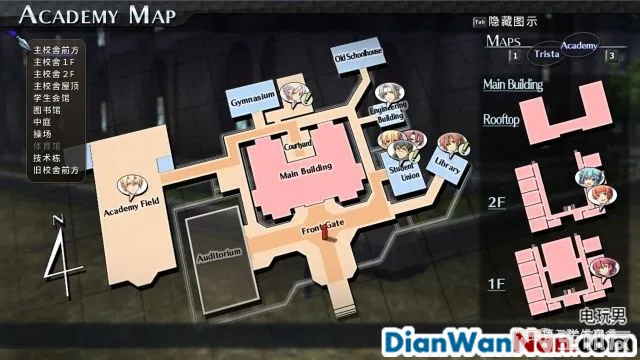 ACADEMY MAP
Tab 隐藏图示
MAPS
1 Trista Academy 3
主校舍前方
主校舍１F
主校舍２F
主校舍屋顶
学生会馆
图书馆
中庭
操场
体育馆
技术栋
旧校舍前方
Old Schoolhouse
Gymnasium
Engineering
Building
Courtyard
Main Building
Student
Union
Library
Academy Field
Front Gate
Auditorium
N
Main Building
Rooftop
2F
1F
电玩男
DianWanNan.com